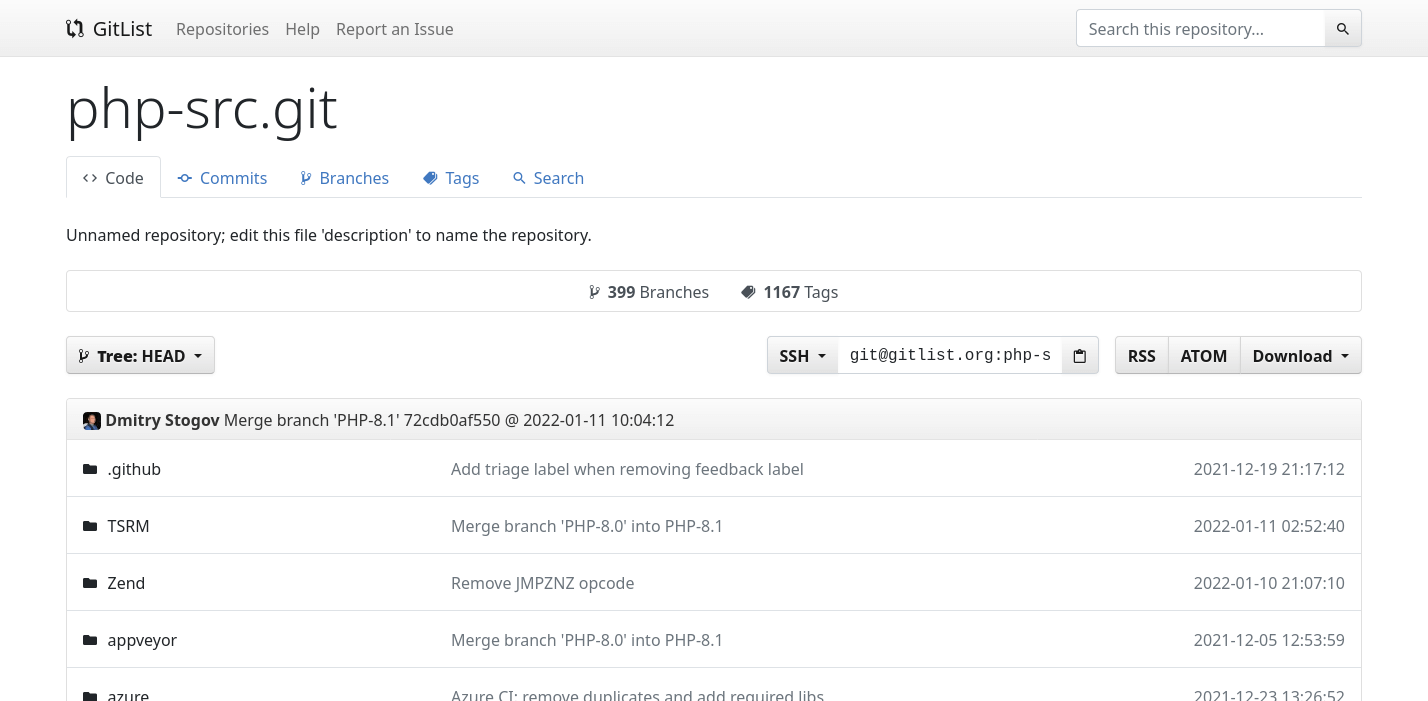 GitList Repositories Help Report an Issue Search this repository...
php-src.git
Code Commits Branches Tags Search
Unnamed repository; edit this file 'description' to name the repository.
399 Branches 1167 Tags
Tree: HEAD SSH git@gitlist.org:php-s RSS ATOM Download
Dmitry Stogov Merge branch 'PHP-8.1' 72cdb0af550 @ 2022-01-11 10:04:12
.github Add triage label when removing feedback label 2021-12-19 21:17:12
TSRM Merge branch 'PHP-8.0' into PHP-8.1 2022-01-11 02:52:40
Zend Remove JMPZNZ opcode 2022-01-10 21:07:10
appveyor Merge branch 'PHP-8.0' into PHP-8.1 2021-12-05 12:53:59
azure Azure CI: remove duplicates and add required libs 2021-12-23 13:26:52